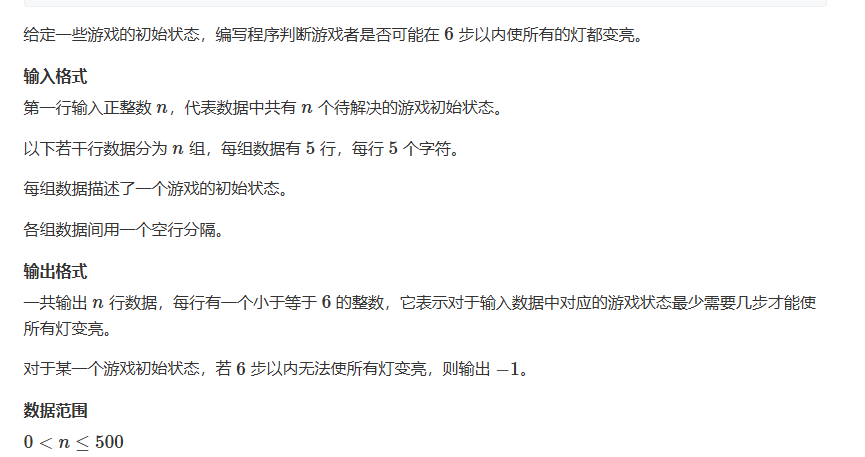 给定一些游戏的初始状态，编写程序判断游戏者是否可能在 6 步以内使所有的灯都变亮。
输入格式
第一行输入正整数 n，代表数据中共有 n 个待解决的游戏初始状态。
以下若干行数据分为 n 组，每组数据有 5 行，每行 5 个字符。
每组数据描述了一个游戏的初始状态。
各组数据间用一个空行分隔。
输出格式
一共输出 n 行数据，每行有一个小于等于 6 的整数，它表示对于输入数据中对应的游戏状态最少需要几步才能使
所有灯变亮。
对于某一个游戏初始状态，若 6 步以内无法使所有灯变亮，则输出 −1。
数据范围
0 < n ≤ 500